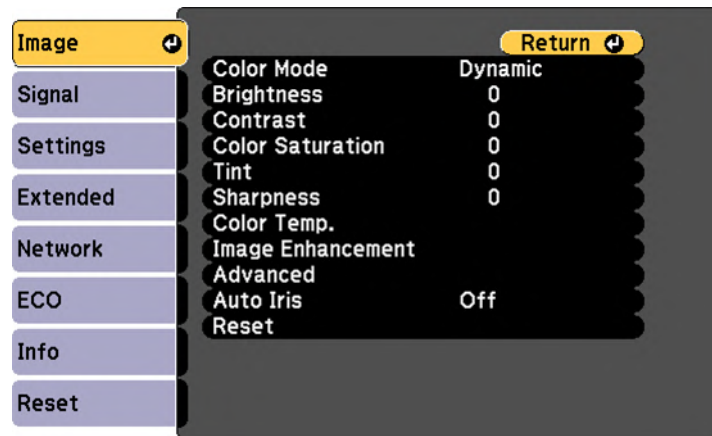 Image
Signal
Settings
Extended
Network
ECO
Info
Reset
Return
Color Mode Dynamic
Brightness 0
Contrast 0
Color Saturation 0
Tint 0
Sharpness 0
Color Temp.
Image Enhancement
Advanced
Auto Iris Off
Reset